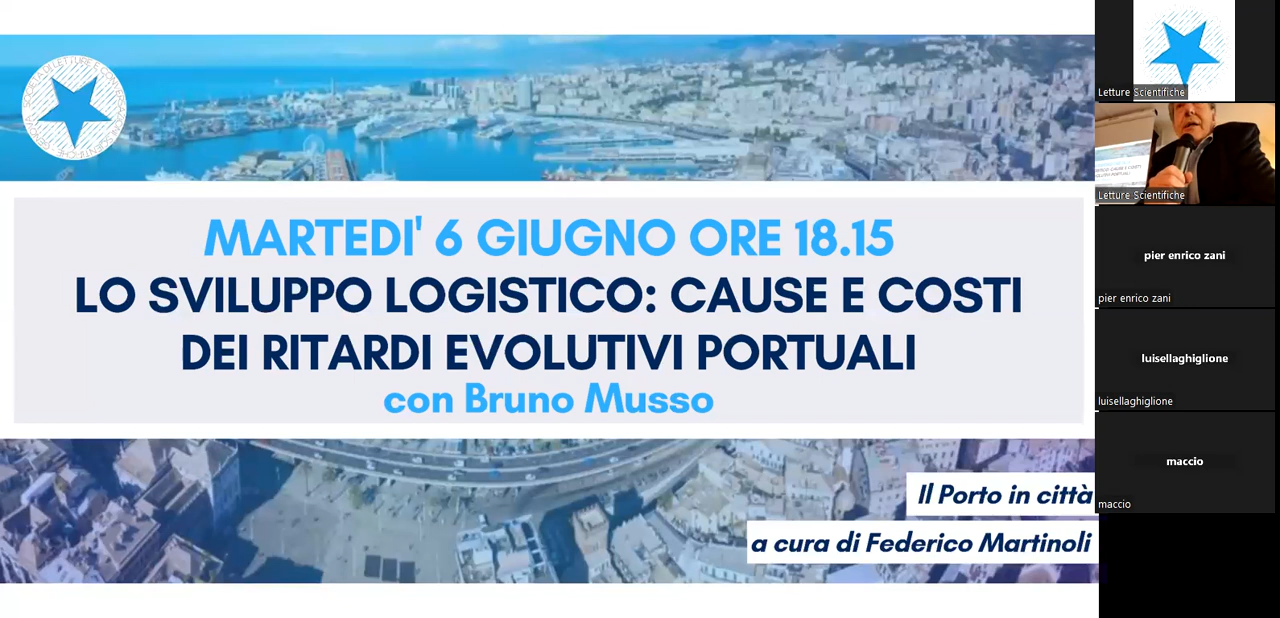 MARTEDI' 6 GIUGNO ORE 18.15
LO SVILUPPO LOGISTICO: CAUSE E COSTI
DEI RITARDI EVOLUTIVI PORTUALI
con Bruno Musso
Il Porto in città
a cura di Federico Martinoli
Letture Scientifiche
Letture Scientifiche
pier enrico zani
pier enrico zani
luisellaghiglione
luisellaghiglione
maccio
maccio